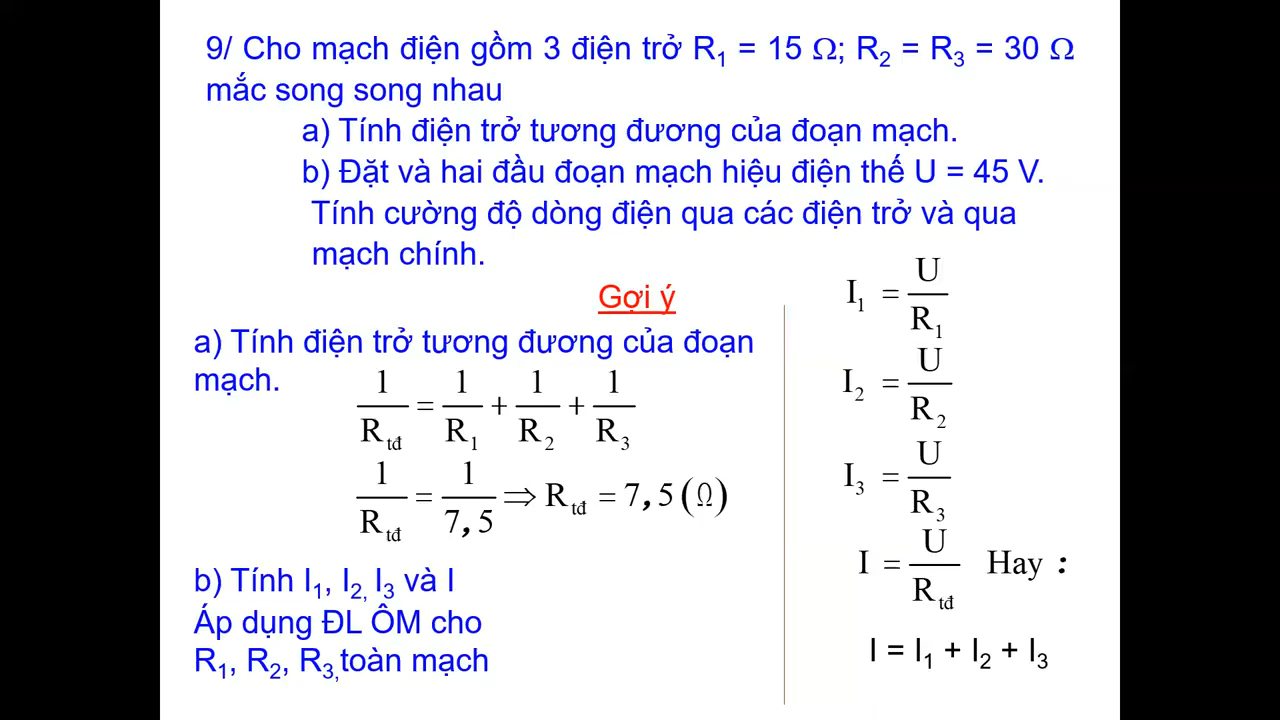 9/ Cho mạch điện gồm 3 điện trở R₁ = 15 Ω; R₂ = R₃ = 30 Ω
mắc song song nhau
a) Tính điện trở tương đương của đoạn mạch.
b) Đặt và hai đầu đoạn mạch hiệu điện thế U = 45 V.
Tính cường độ dòng điện qua các điện trở và qua
mạch chính.
Gợi ý
a) Tính điện trở tương đương của đoạn
mạch.
1/R_tđ = 1/R₁ + 1/R₂ + 1/R₃
1/R_tđ = 1/7,5 ⇒ R_tđ = 7,5 (Ω)
b) Tính I₁, I₂, I₃ và I
Áp dụng ĐL ÔM cho
R₁, R₂, R₃, toàn mạch
I₁ = U/R₁
I₂ = U/R₂
I₃ = U/R₃
I = U/R_tđ Hay :
I = I₁ + I₂ + I₃